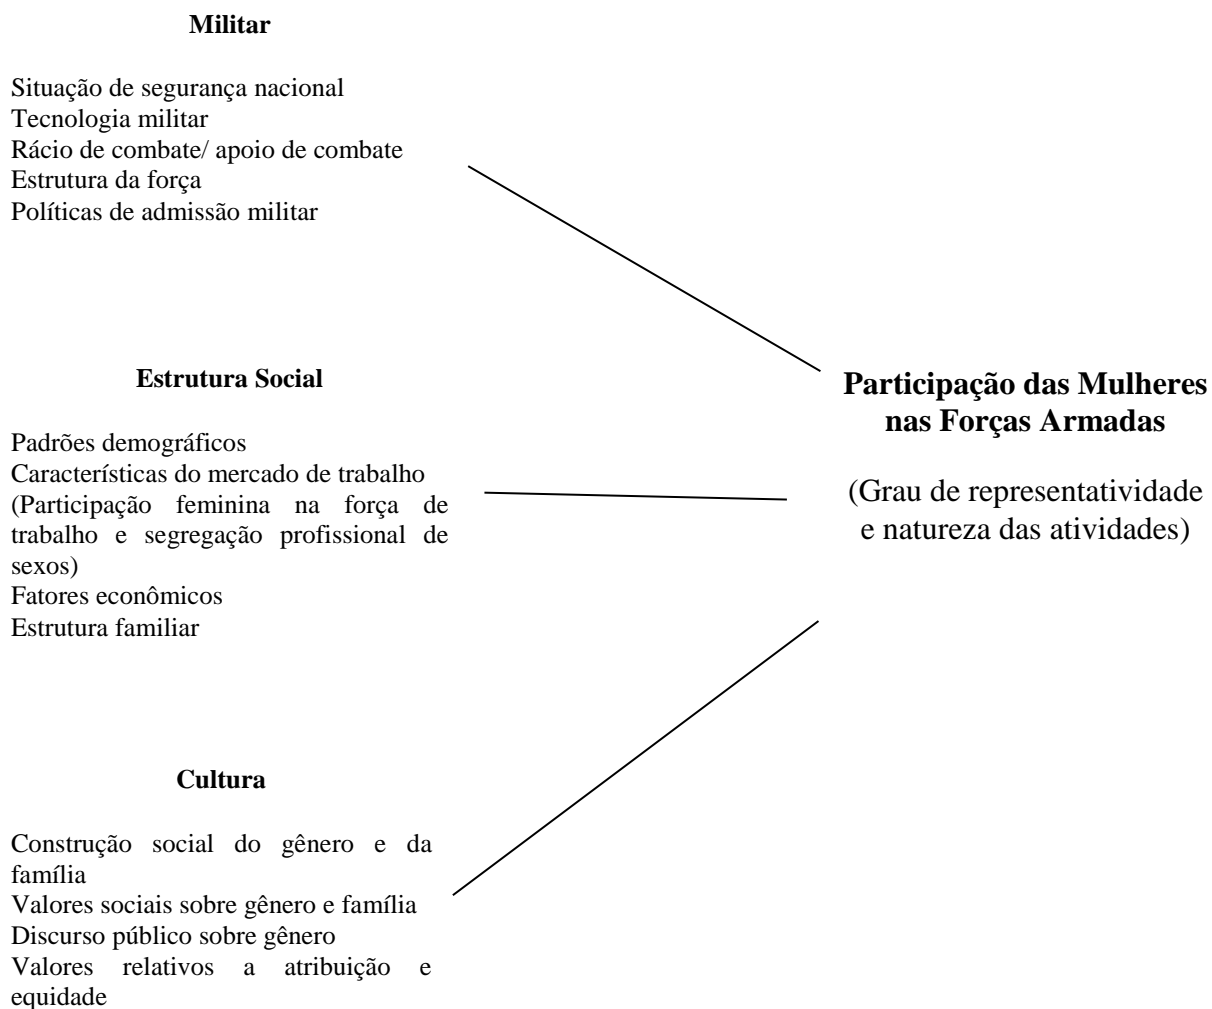 Militar
Situação de segurança nacional
Tecnologia militar
Rácio de combate/ apoio de combate
Estrutura da força
Políticas de admissão militar
Estrutura Social
Padrões demográficos
Características do mercado de trabalho
(Participação feminina na força de
trabalho e segregação profissional de
sexos)
Fatores econômicos
Estrutura familiar
Cultura
Construção social do gênero e da
família
Valores sociais sobre gênero e família
Discurso público sobre gênero
Valores relativos a atribuição e
equidade
Participação das Mulheres
nas Forças Armadas
(Grau de representatividade
e natureza das atividades)